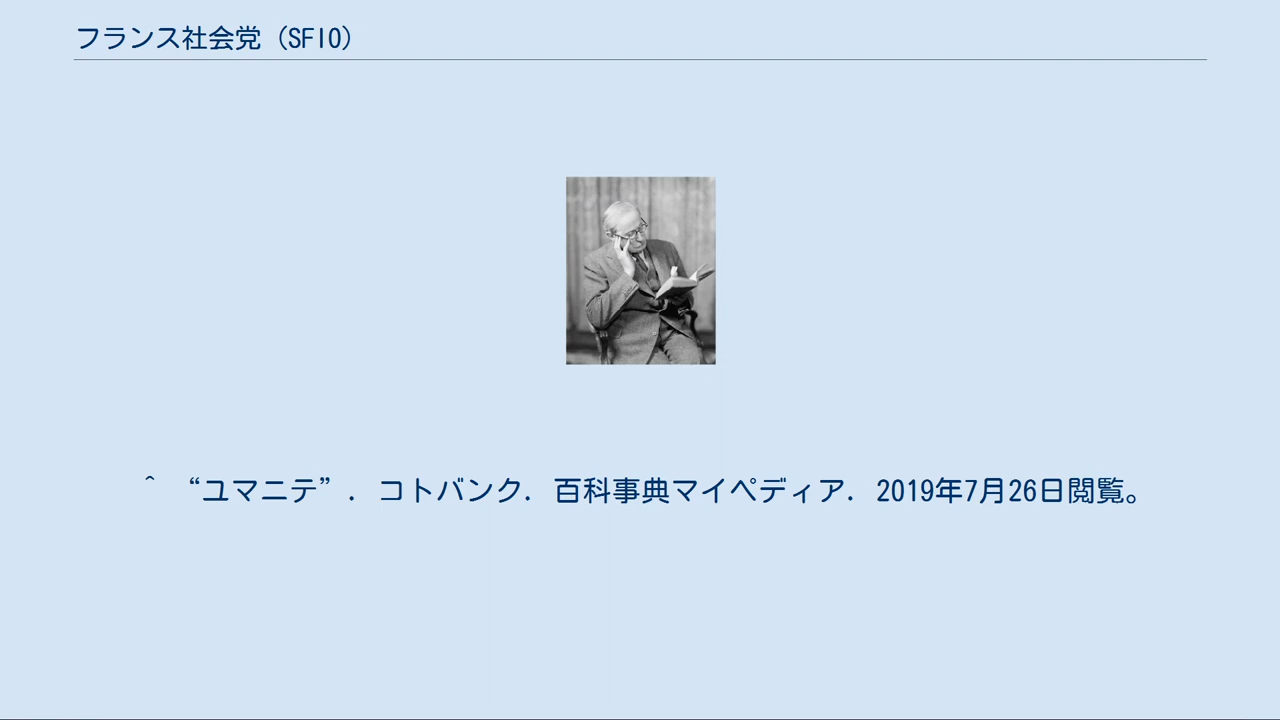 フランス社会党（SFIO）
^ “ユマニテ”. コトバンク. 百科事典マイペディア. 2019年7月26日閲覧。